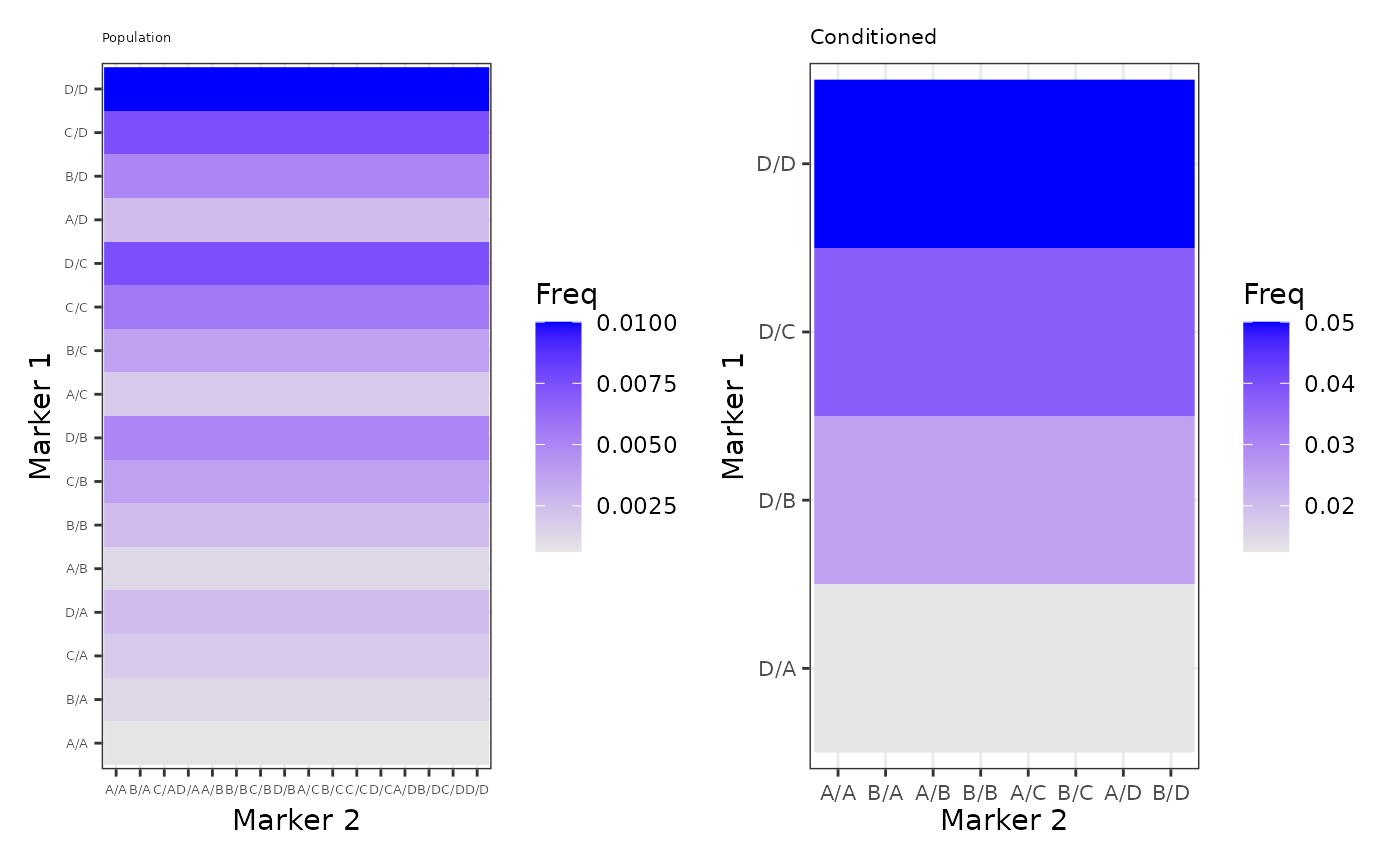 Population
D/D
C/D
B/D
A/D
D/C
C/C
B/C
A/C
D/B
C/B
B/B
A/B
D/A
C/A
B/A
A/A
Marker 1
A/A B/A C/A D/A A/B B/B C/B D/B A/C B/C C/C D/C A/D B/D C/D D/D
Marker 2
Freq
0.0100
0.0075
0.0050
0.0025
Conditioned
D/D
D/C
D/B
D/A
Marker 1
A/A B/A A/B B/B A/C B/C A/D B/D
Marker 2
Freq
0.05
0.04
0.03
0.02